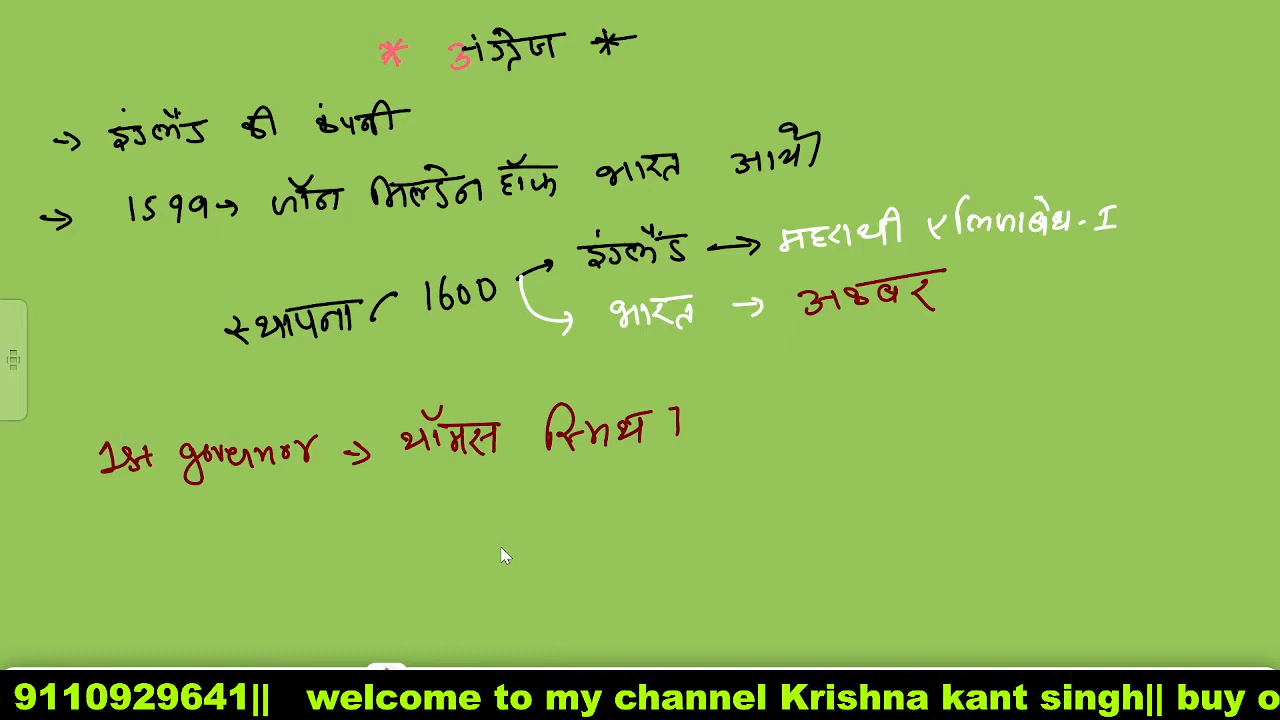 * अंग्रेज *
→ इंग्लैंड की कंपनी
→ 1599 → जॉन मिल्डेन हॉल भारत आये
स्थापना 1600 → इंग्लैंड → महारानी एलिजाबेथ - I
→ भारत → अकबर
1st governor → थॉमस स्मिथ ।
9110929641|| welcome to my channel Krishna kant singh|| buy o